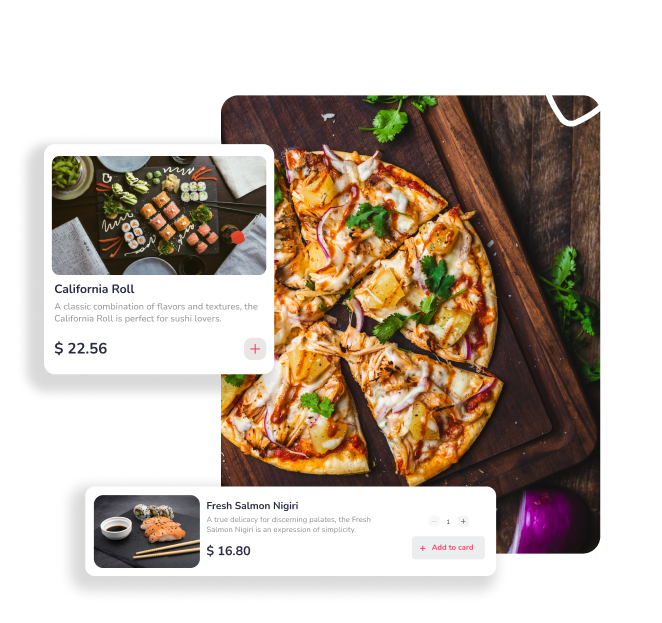 California Roll
A classic combination of flavors and textures, the
California Roll is perfect for sushi lovers.
$ 22.56
+
Fresh Salmon Nigiri
A true delicacy for discerning palates, the Fresh
Salmon Nigiri is an expression of simplicity.
$ 16.80
− 1 +
+ Add to card